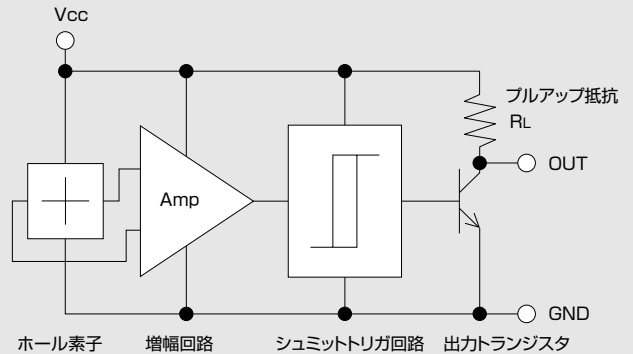 Vcc
プルアップ抵抗
RL
OUT
Amp
GND
ホール素子
増幅回路
シュミットトリガ回路
出力トランジスタ